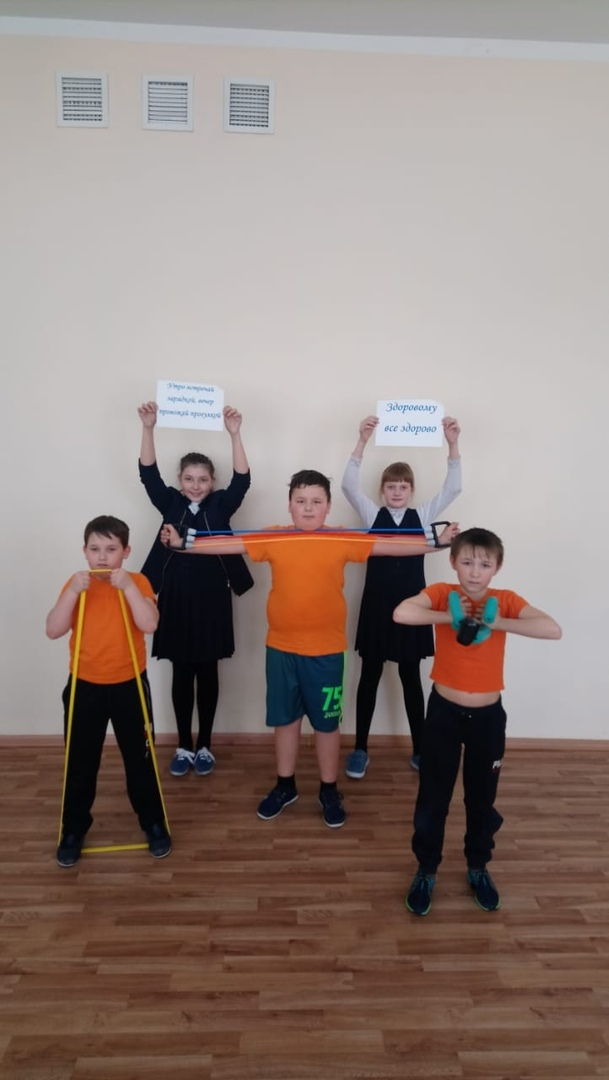 Утро встречай
зарядкой, вечер
провожай прогулкой
Здоровому
все здорово
75